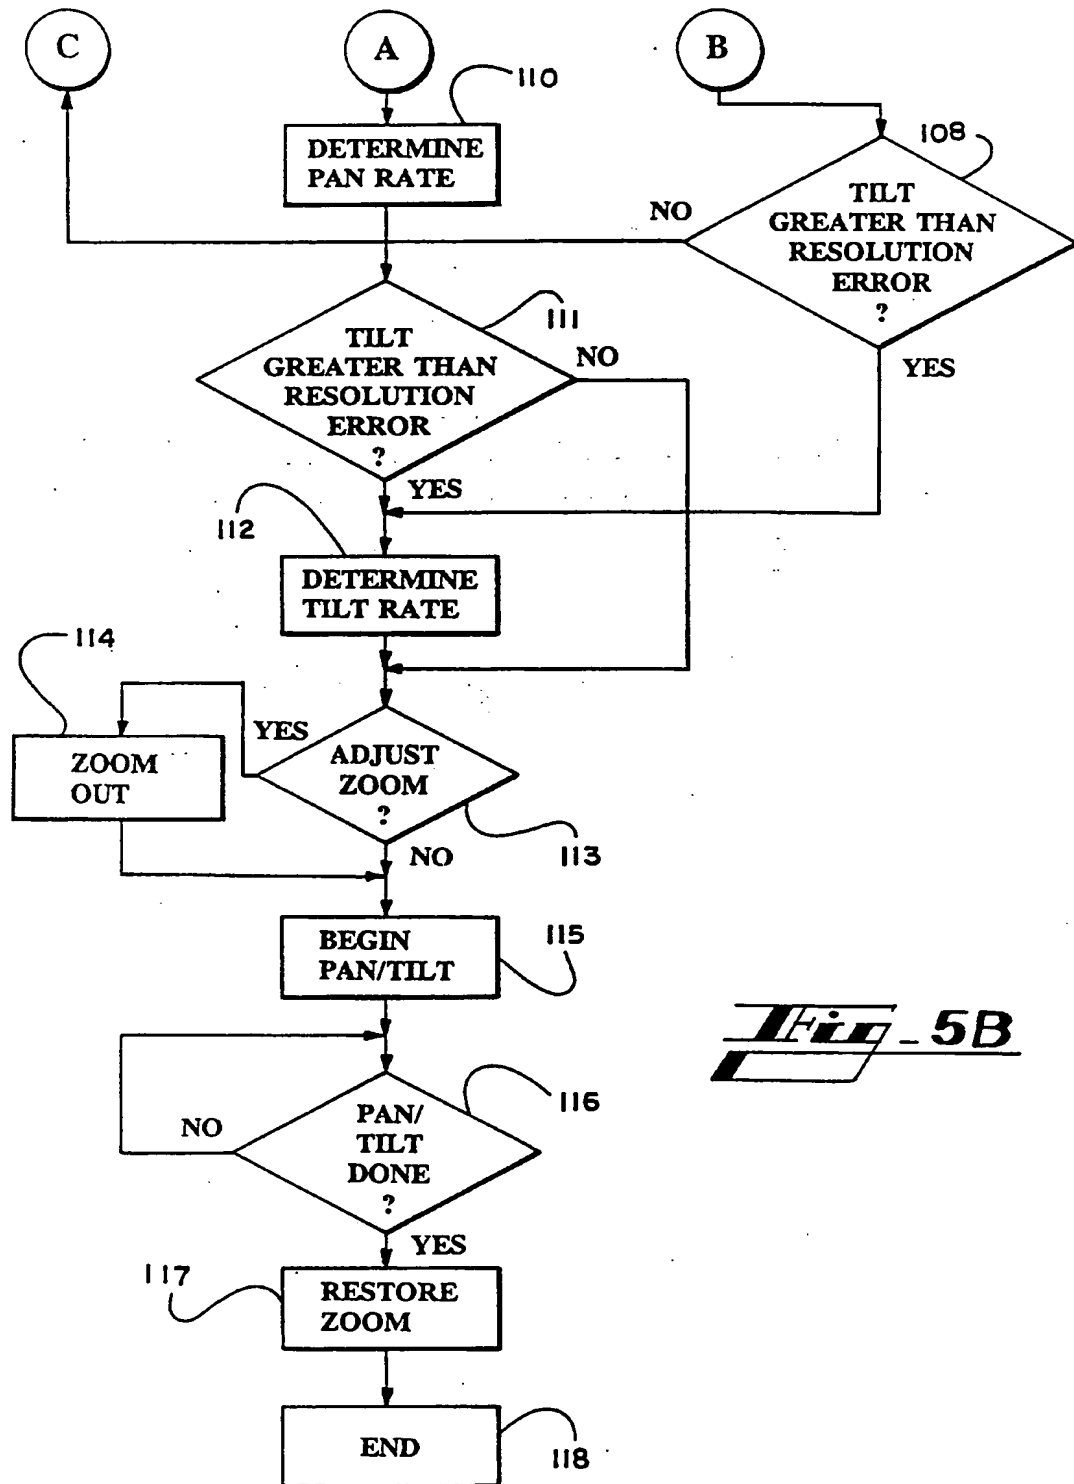 C
A
B
110
DETERMINE
PAN RATE
108
TILT
GREATER THAN
RESOLUTION
ERROR
?
NO
YES
111
TILT
GREATER THAN
RESOLUTION
ERROR
?
NO
YES
112
DETERMINE
TILT RATE
114
YES
ZOOM
OUT
ADJUST
ZOOM
?
113
NO
BEGIN
PAN/TILT
115
Fig_5B
116
PAN/
TILT
DONE
?
NO
YES
117
RESTORE
ZOOM
END
118